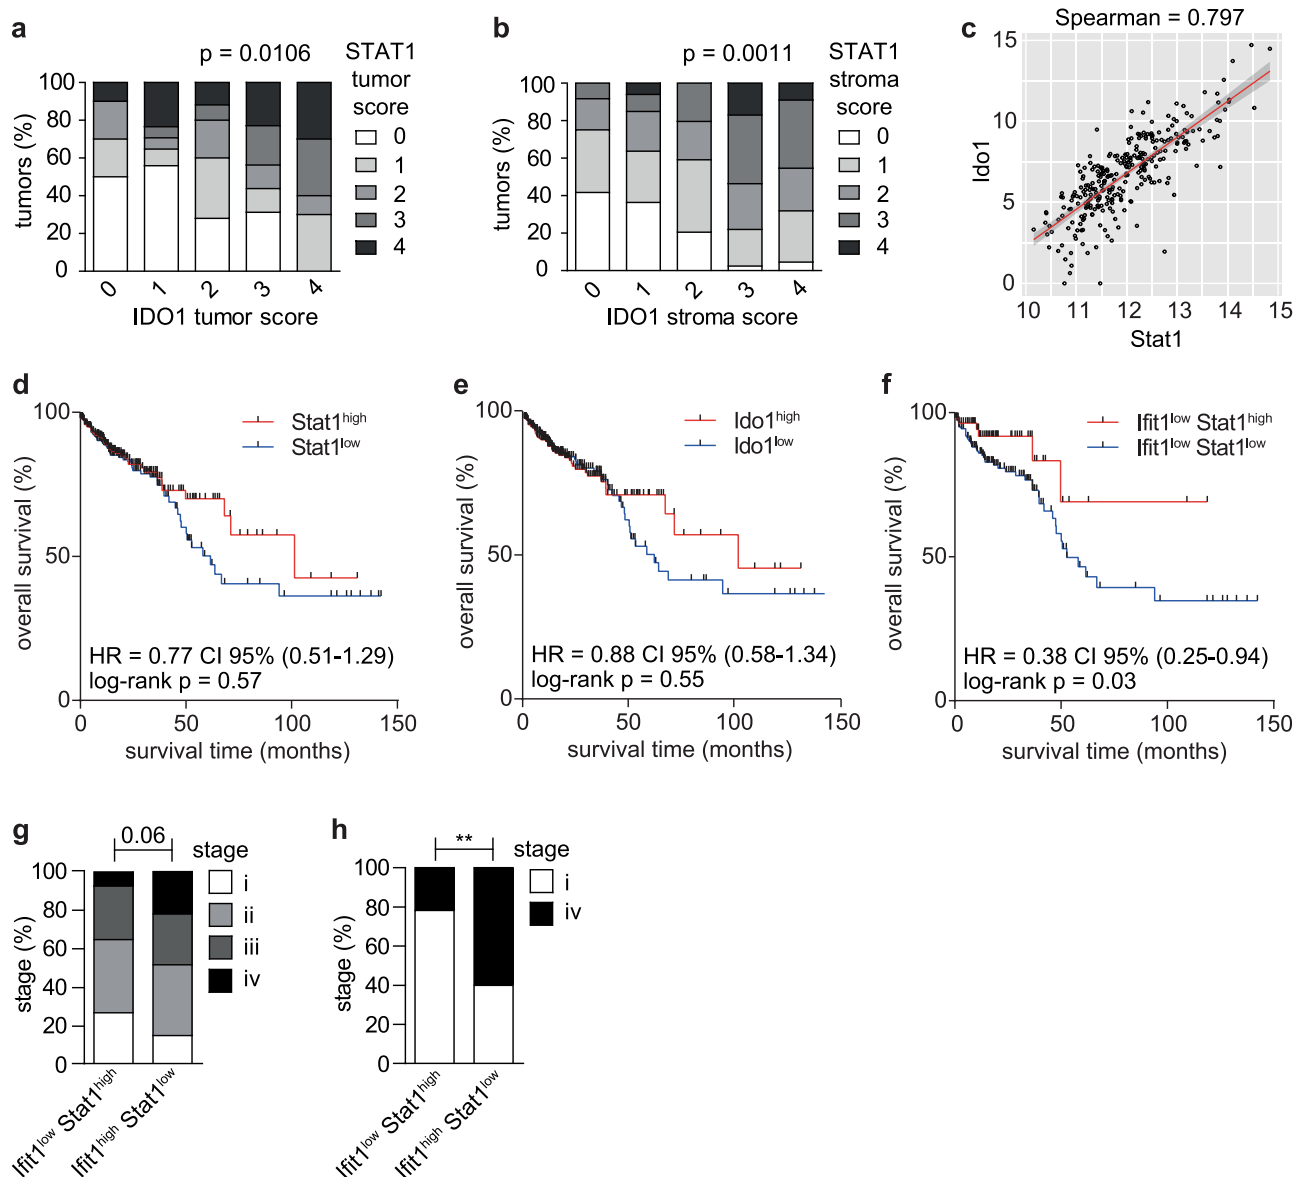 a
p = 0.0106
STAT1
tumor
score
0
1
2
3
4
tumors (%)
100
80
60
40
20
0
0
1
2
3
4
IDO1 tumor score
b
p = 0.0011
STAT1
stroma
score
0
1
2
3
4
tumors (%)
100
80
60
40
20
0
0
1
2
3
4
IDO1 stroma score
c
Spearman = 0.797
Ido1
15
10
5
0
10
11
12
13
14
15
Stat1
d
Stat1high
Stat1low
overall survival (%)
100
50
0
HR = 0.77 CI 95% (0.51-1.29)
log-rank p = 0.57
0
50
100
150
survival time (months)
e
Ido1high
Ido1low
overall survival (%)
100
50
0
HR = 0.88 CI 95% (0.58-1.34)
log-rank p = 0.55
0
50
100
150
survival time (months)
f
Ifit1low Stat1high
Ifit1low Stat1low
overall survival (%)
100
50
0
HR = 0.38 CI 95% (0.25-0.94)
log-rank p = 0.03
0
50
100
150
survival time (months)
g
0.06
stage
i
ii
iii
iv
stage (%)
100
80
60
40
20
0
Ifit1low Stat1high
Ifit1high Stat1low
h
**
stage
i
iv
stage (%)
100
80
60
40
20
0
Ifit1low Stat1high
Ifit1high Stat1low